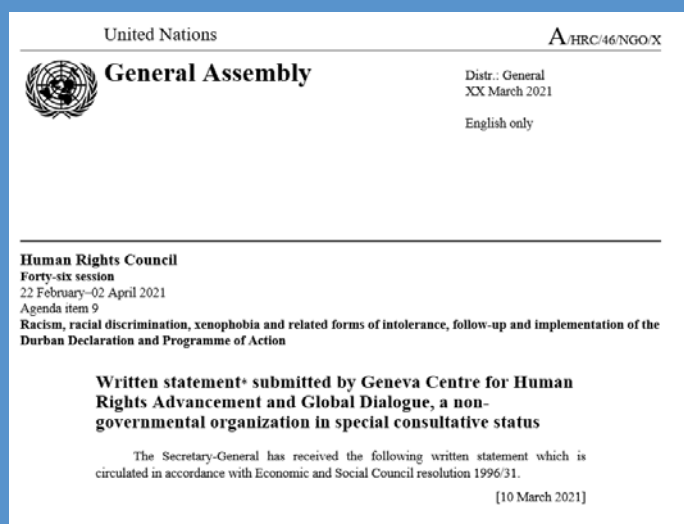 United Nations
A/HRC/46/NGO/X
General Assembly
Distr.: General
XX March 2021
English only
Human Rights Council
Forty-six session
22 February–02 April 2021
Agenda item 9
Racism, racial discrimination, xenophobia and related forms of intolerance, follow-up and implementation of the
Durban Declaration and Programme of Action
Written statement* submitted by Geneva Centre for Human
Rights Advancement and Global Dialogue, a non-
governmental organization in special consultative status
The Secretary-General has received the following written statement which is
circulated in accordance with Economic and Social Council resolution 1996/31.
[10 March 2021]